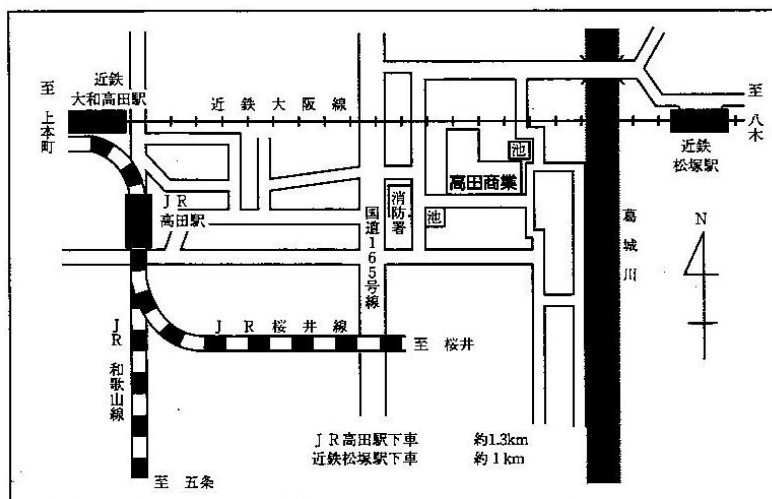 至 上本町
近鉄
大和高田駅
近鉄大阪線
至 八木
近鉄
松塚駅
池
高田商業
JR
高田駅
消防署
池
国道165号線
葛城川
N
JR桜井線
至 桜井
JR 和歌山線
至 五条
JR高田駅下車 約1.3km
近鉄松塚駅下車 約1km